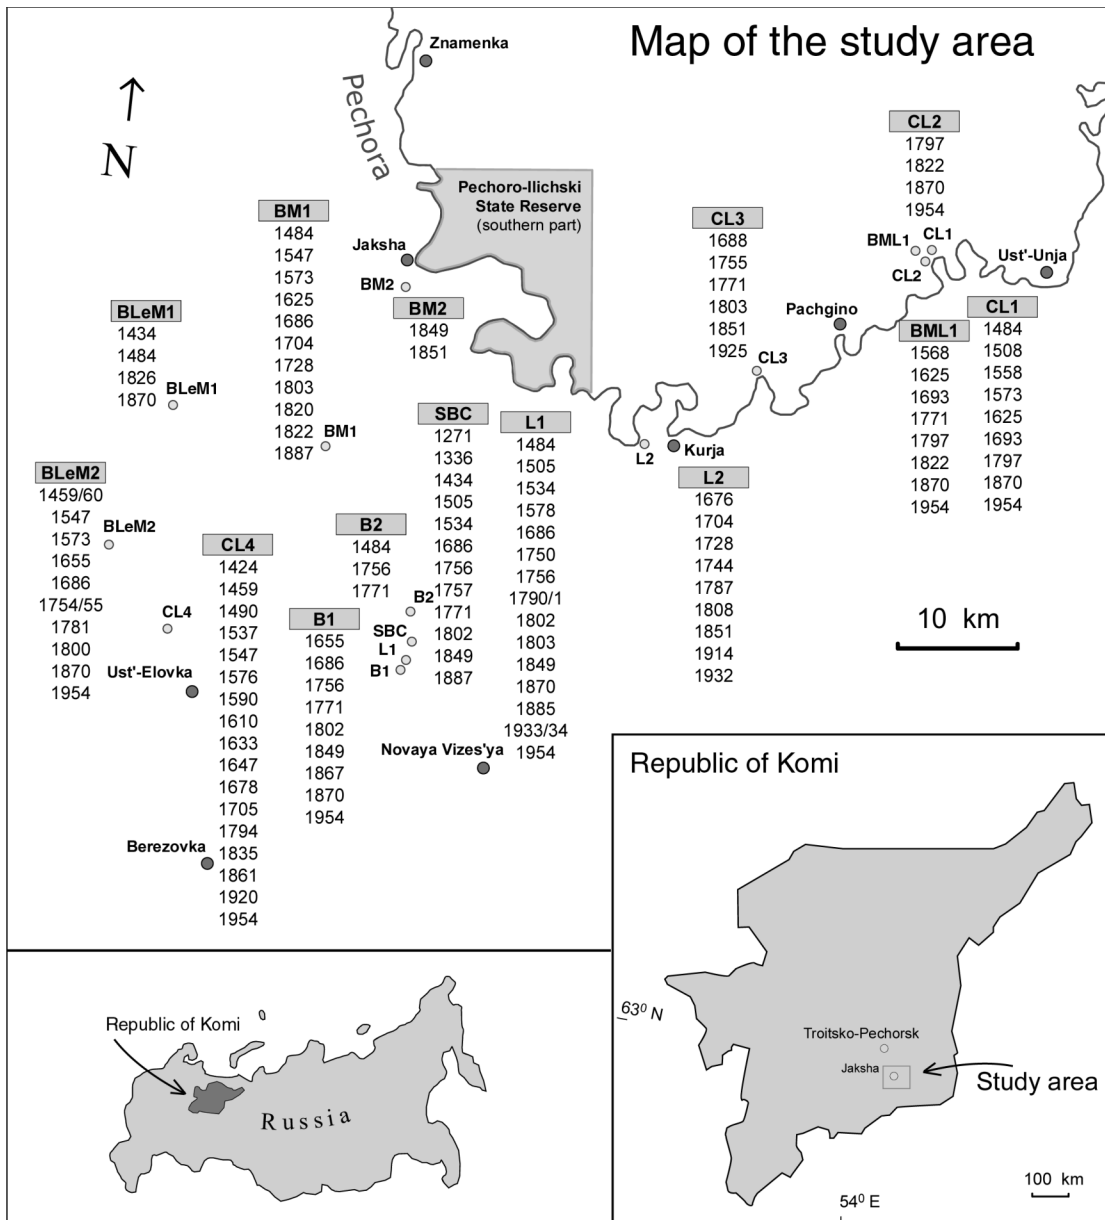 Map of the study area
Znamenka
Pechora
N
Pechoro-Ilichski
State Reserve
(southern part)
Jaksha
BM2
BM2
1849
1851
BM1
1484
1547
1573
1625
1686
1704
1728
1803
1820
1822
1887
BM1
BLeM1
1434
1484
1826
1870
BLeM1
CL2
1797
1822
1870
1954
CL3
1688
1755
1771
1803
1851
1925
CL3
BML1
CL1
CL2
Ust'-Unja
Pachgino
BML1
1568
1625
1693
1771
1797
1822
1870
1954
CL1
1484
1508
1558
1573
1625
1693
1797
1870
1954
L2
Kurja
L2
1676
1704
1728
1744
1787
1808
1851
1914
1932
SBC
1271
1336
1434
1505
1534
1686
1756
1757
1771
1802
1849
1887
L1
1484
1505
1534
1578
1686
1750
1756
1790/1
1802
1803
1849
1870
1885
1933/34
1954
BLeM2
1459/60
1547
1573
1655
1686
1754/55
1781
1800
1870
1954
BLeM2
CL4
Ust'-Elovka
CL4
1424
1459
1490
1537
1547
1576
1590
1610
1633
1647
1678
1705
1794
1835
1861
1920
1954
B2
1484
1756
1771
B1
1655
1686
1756
1771
1802
1849
1867
1870
1954
B2
SBC
L1
B1
Novaya Vizes'ya
Berezovka
10 km
Republic of Komi
63⁰ N
Troitsko-Pechorsk
Jaksha
Study area
100 km
54⁰ E
Republic of Komi
Russia